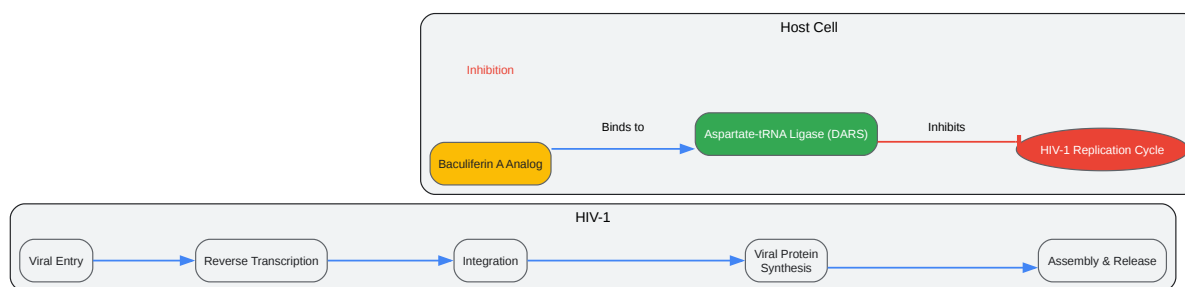 Host Cell
Inhibition
Binds to
Inhibits
Baculiferin A Analog
Aspartate-tRNA Ligase (DARS)
HIV-1 Replication Cycle
HIV-1
Viral Entry
Reverse Transcription
Integration
Viral Protein
Synthesis
Assembly & Release